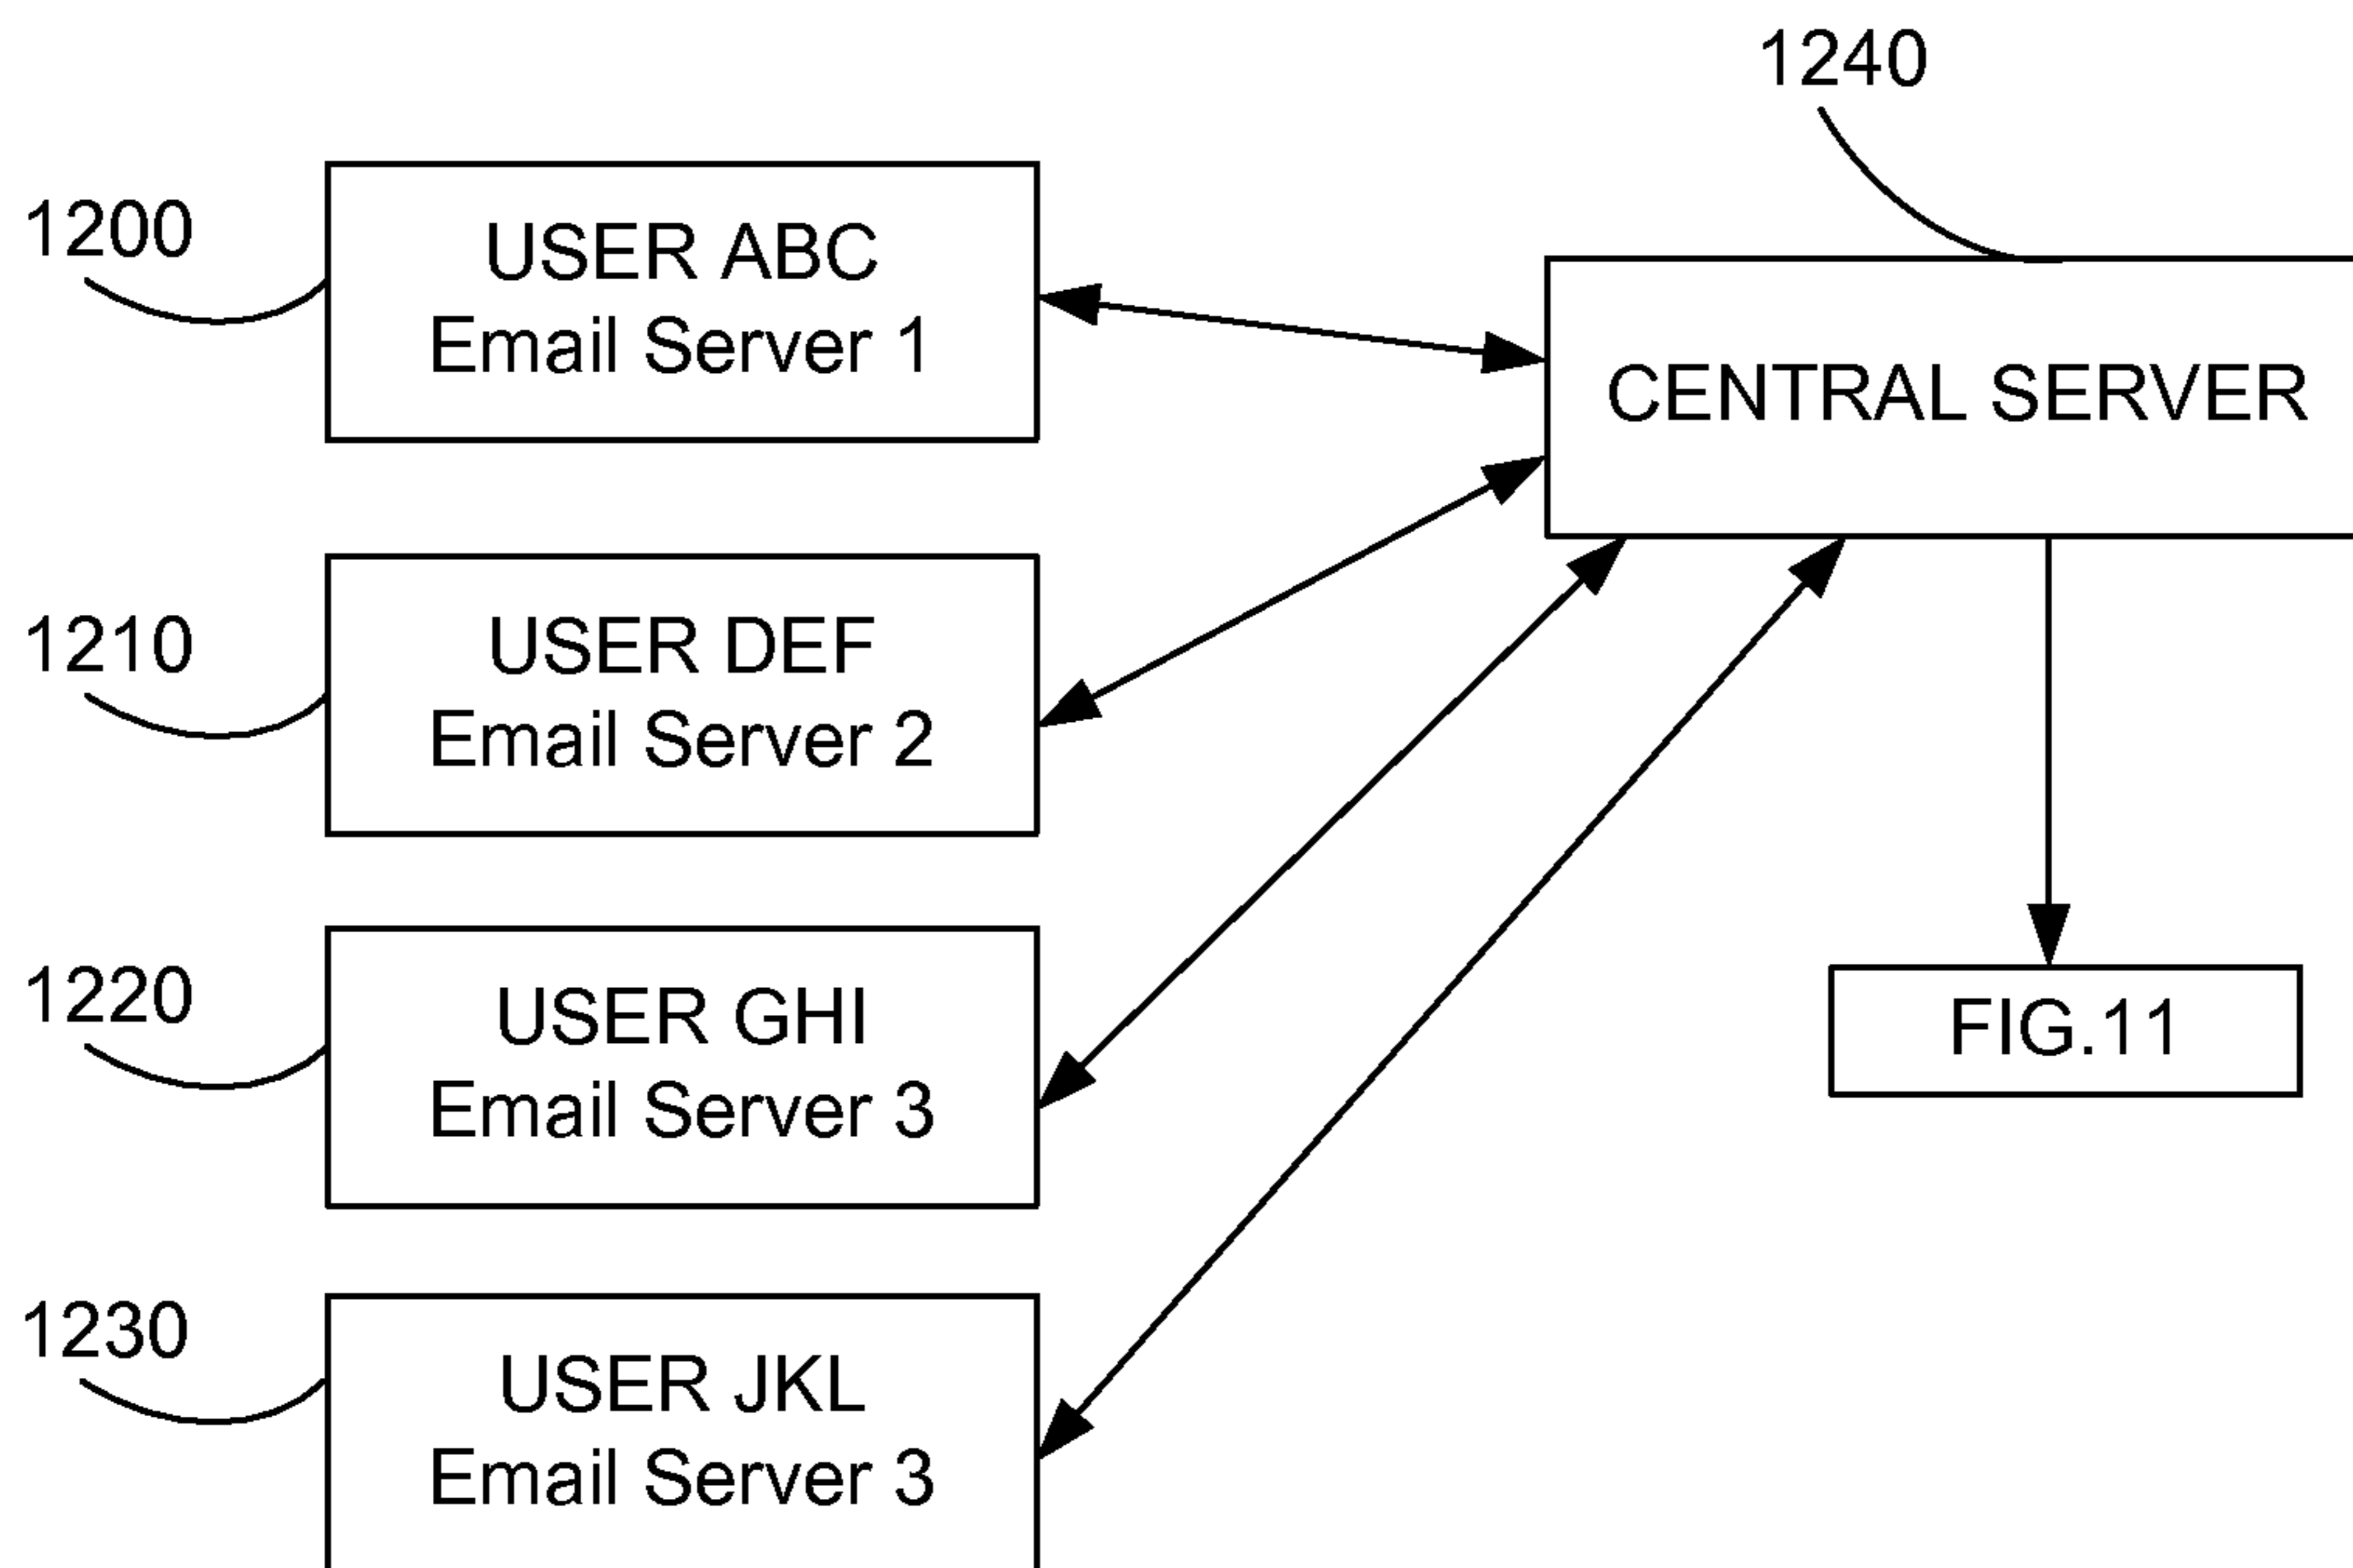 1240
1200
USER ABC
Email Server 1
CENTRAL SERVER
1210
USER DEF
Email Server 2
1220
USER GHI
Email Server 3
FIG.11
1230
USER JKL
Email Server 3